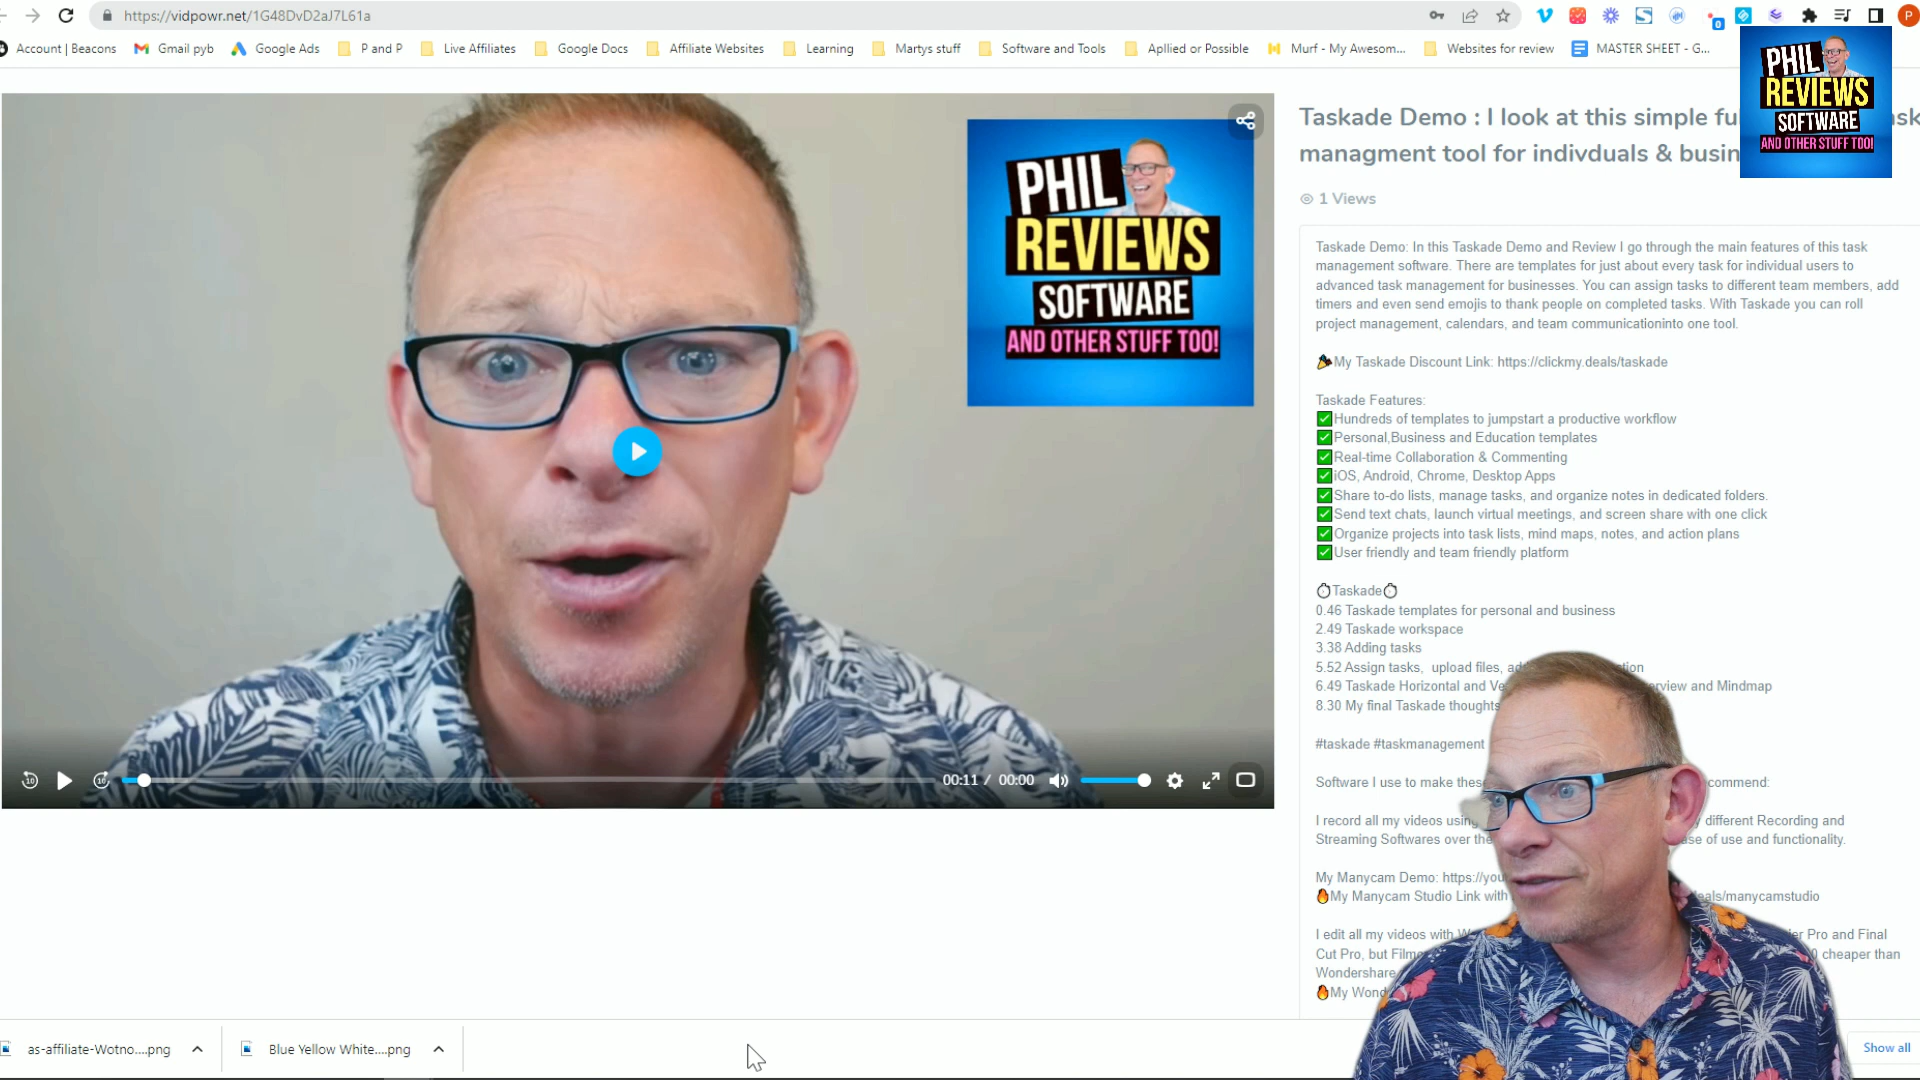 https://vidpowr.net/1G48DvD2aJ7L61a
Account | Beacons
Gmail pyb
Google Ads
P and P
Live Affiliates
Google Docs
Affiliate Websites
Learning
Martys stuff
Software and Tools
Apllied or Possible
Murf - My Awesom...
Websites for review
MASTER SHEET - G...
0
P
PHIL
REVIEWS
SOFTWARE
AND OTHER STUFF TOO!
PHIL
REVIEWS
SOFTWARE
AND OTHER STUFF TOO!
10
10
00:11 / 00:00
Taskade Demo : I look at this simple
managment tool for indivduals &
1 Views
Taskade Demo: In this Taskade Demo and Review I go through the main features of this task
management software. There are templates for just about every task for individual users to
advanced task management for businesses. You can assign tasks to different team members, add
timers and even send emojis to thank people on completed tasks. With Taskade you can roll
project management, calendars, and team communicationinto one tool.
My Taskade Discount Link: https://clickmy.deals/taskade
Taskade Features:
Hundreds of templates to jumpstart a productive workflow
Personal,Business and Education templates
Real-time Collaboration & Commenting
iOS, Android, Chrome, Desktop Apps
Share to-do lists, manage tasks, and organize notes in dedicated folders.
Send text chats, launch virtual meetings, and screen share with one click
Organize projects into task lists, mind maps, notes, and action plans
User friendly and team friendly platform
Taskade
0.46 Taskade templates for personal and business
2.49 Taskade workspace
3.38 Adding tasks
5.52 Assign tasks, upload files,
6.49 Taskade Horizontal and and Mindmap
8.30 My final Taskade thoughts
#taskade #taskmanagement
Software I use to make
I record all my videos using different Recording and
Streaming Softwares over the of use and functionality.
My Manycam Demo:
My Manycam Studio Link with
I edit all my videos with Pro and Final
Cut Pro, but cheaper than
Wondershare
My
as-affiliate-Wotno....png
Blue Yellow White....png
Show all